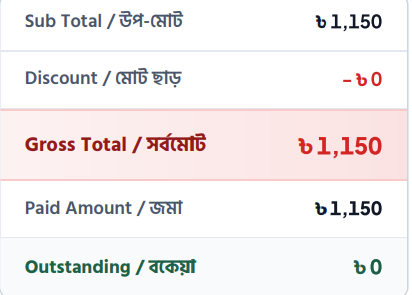 Sub Total / উপ-মোট ৳ 1,150
Discount / মোট ছাড় - ৳ 0
Gross Total / সর্বমোট ৳ 1,150
Paid Amount / জমা ৳ 1,150
Outstanding / বকেয়া ৳ 0